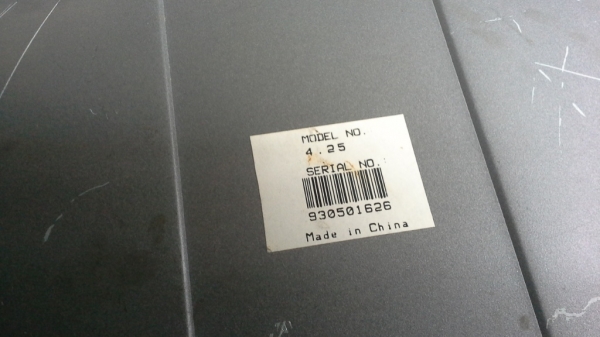 MODEL NO.
4.25
SERIAL NO.:
930501626
Made in China